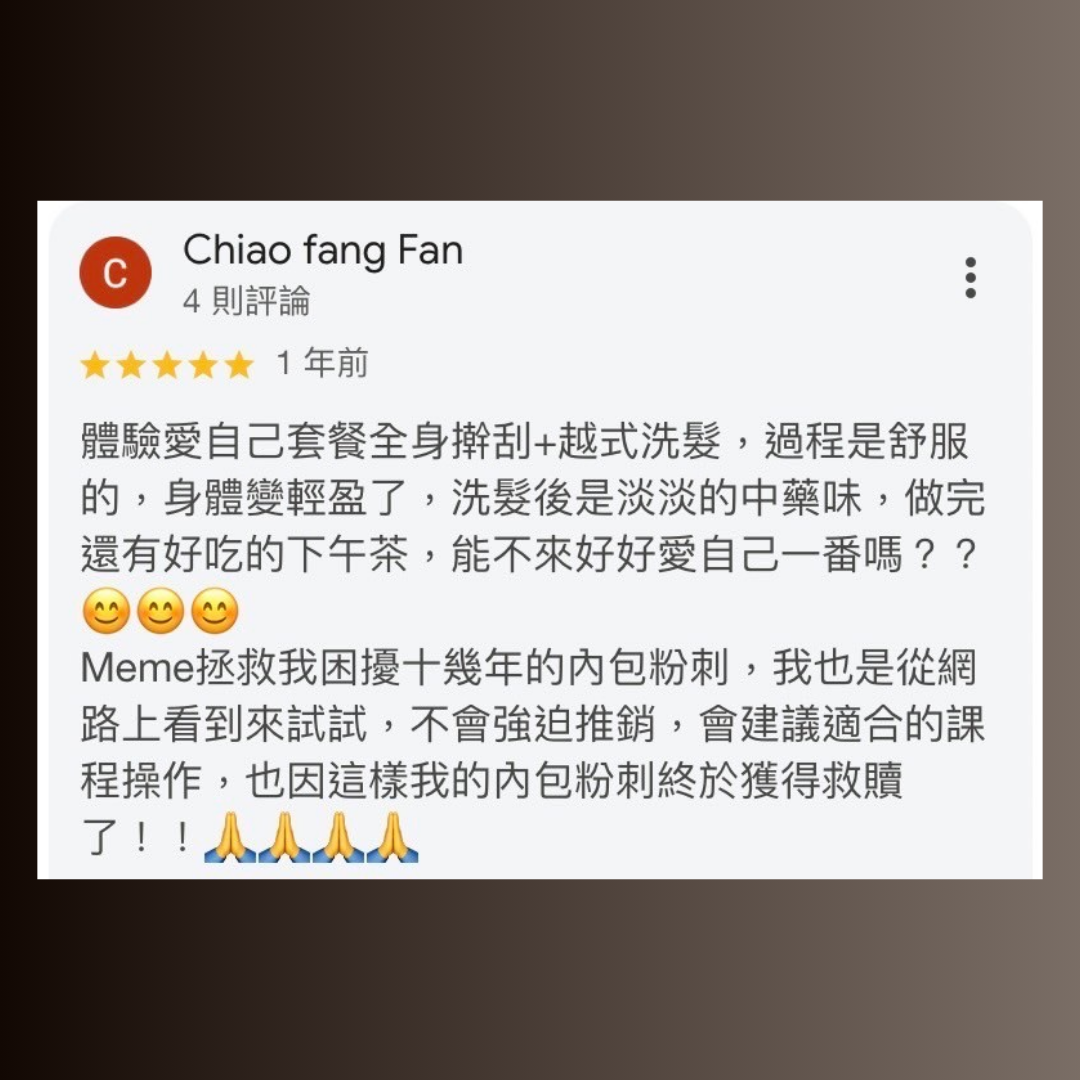 C
Chiao fang Fan
4 則評論
1 年前
體驗愛自己套餐全身擀刮+越式洗髮，過程是舒服
的，身體變輕盈了，洗髮後是淡淡的中藥味，做完
還有好吃的下午茶，能不來好好愛自己一番嗎？？
😊😊😊
Meme拯救我困擾十幾年的內包粉刺，我也是從網
路上看到來試試，不會強迫推銷，會建議適合的課
程操作，也因這樣我的內包粉刺終於獲得救贖
了！！🙏🙏🙏🙏